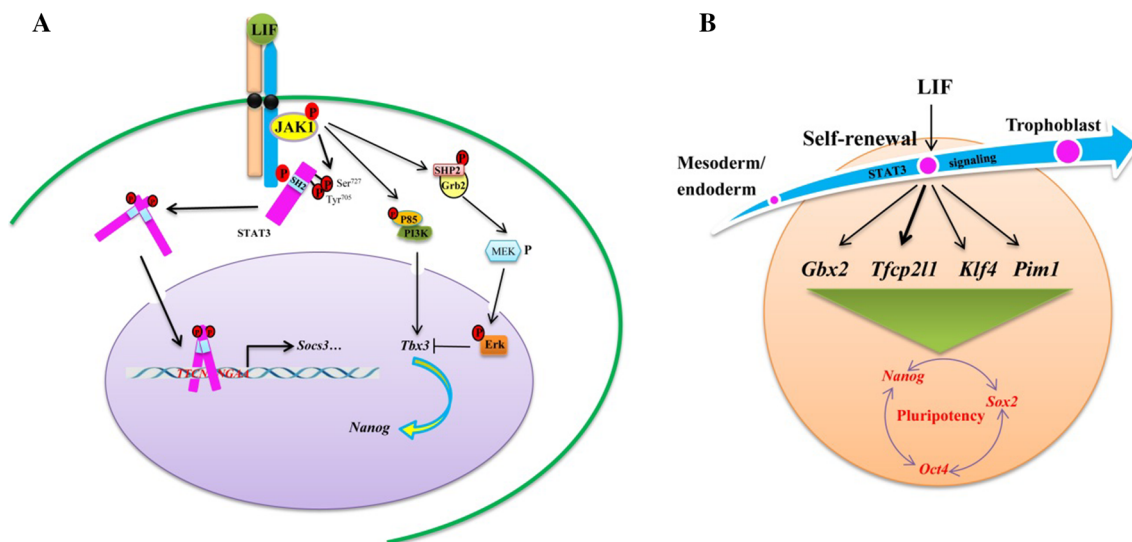 A
LIF
P
JAK1
P
SH2
P
P
Ser727
Tyr705
STAT3
P
SHP2
Grb2
P
P85
PI3K
MEK
P
P
P
P
P
Socs3...
Tbx3
P
Erk
Nanog
B
LIF
Self-renewal
Trophoblast
Mesoderm/
endoderm
STAT3
signaling
Gbx2 Tfcp2l1 Klf4 Pim1
Nanog
Sox2
Pluripotency
Oct4